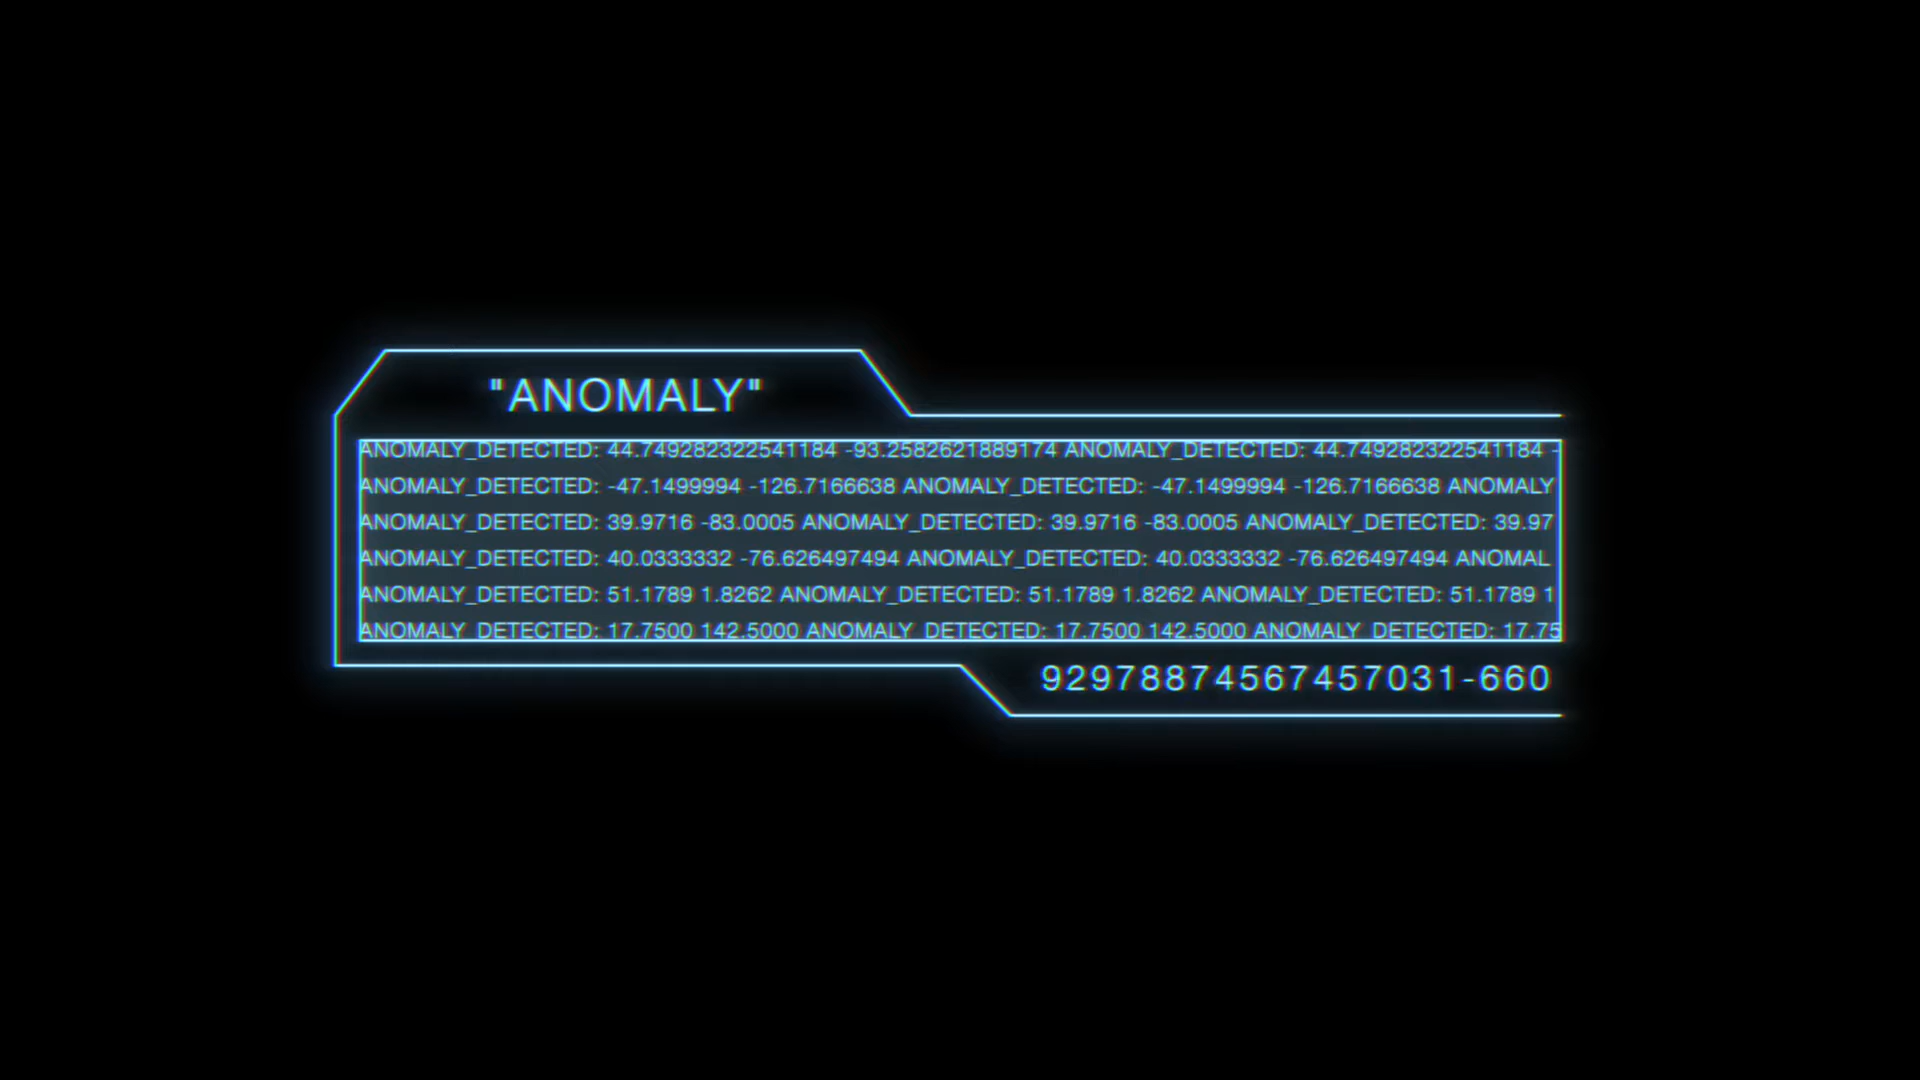 "ANOMALY"
ANOMALY_DETECTED: 44.749282322541184 -93.2582621889174 ANOMALY_DETECTED: 44.749282322541184 -
ANOMALY_DETECTED: -47.1499994 -126.7166638 ANOMALY_DETECTED: -47.1499994 -126.7166638 ANOMALY
ANOMALY_DETECTED: 39.9716 -83.0005 ANOMALY_DETECTED: 39.9716 -83.0005 ANOMALY_DETECTED: 39.97
ANOMALY_DETECTED: 40.0333332 -76.626497494 ANOMALY_DETECTED: 40.0333332 -76.626497494 ANOMAL
ANOMALY_DETECTED: 51.1789 1.8262 ANOMALY_DETECTED: 51.1789 1.8262 ANOMALY_DETECTED: 51.1789 1
ANOMALY_DETECTED: 17.7500 142.5000 ANOMALY_DETECTED: 17.7500 142.5000 ANOMALY_DETECTED: 17.75
92978874567457031-660